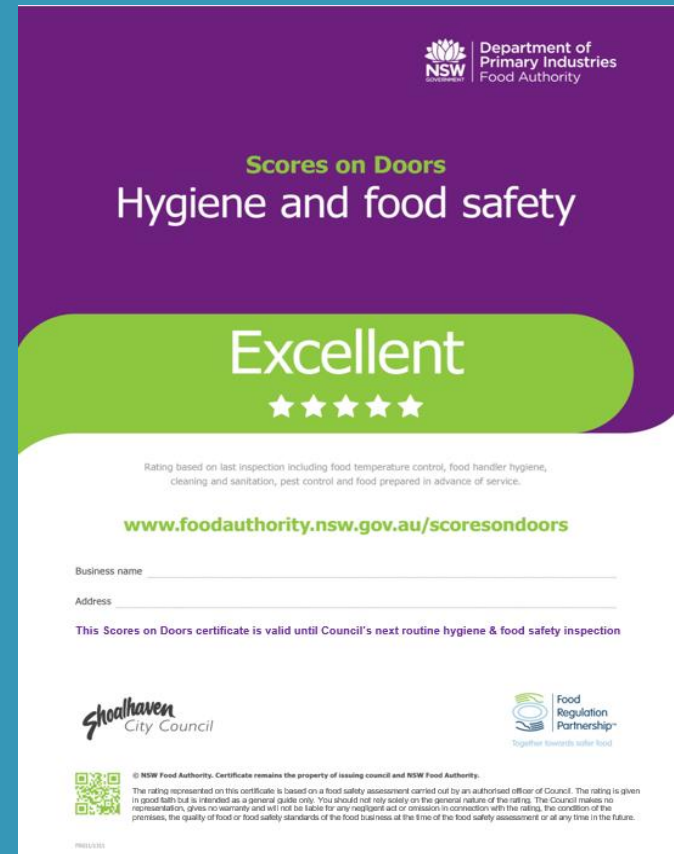 NSW
GOVERNMENT
Department of
Primary Industries
Food Authority
Scores on Doors
Hygiene and food safety
Excellent
Rating based on last inspection including food temperature control, food handler hygiene,
cleaning and sanitation, pest control and food prepared in advance of service.
www.foodauthority.nsw.gov.au/scoresondoors
Business name
Address
This Scores on Doors certificate is valid until Council's next routine hygiene & food safety inspection
Shoalhaven
City Council
Food
Regulation
Partnership™
Together towards safer food
© NSW Food Authority. Certificate remains the property of issuing council and NSW Food Authority.
The rating represented on this certificate is based on a food safety assessment carried out by an authorised officer of Council. The rating is given
in good faith but is intended as a general guide only. You should not rely solely on the general nature of the rating. The Council makes no
representation, gives no warranty and will not be liable for any negligent act or omission in connection with the rating, the condition of the
premises, the quality of food or food safety standards of the food business at the time of the food safety assessment or at any time in the future.